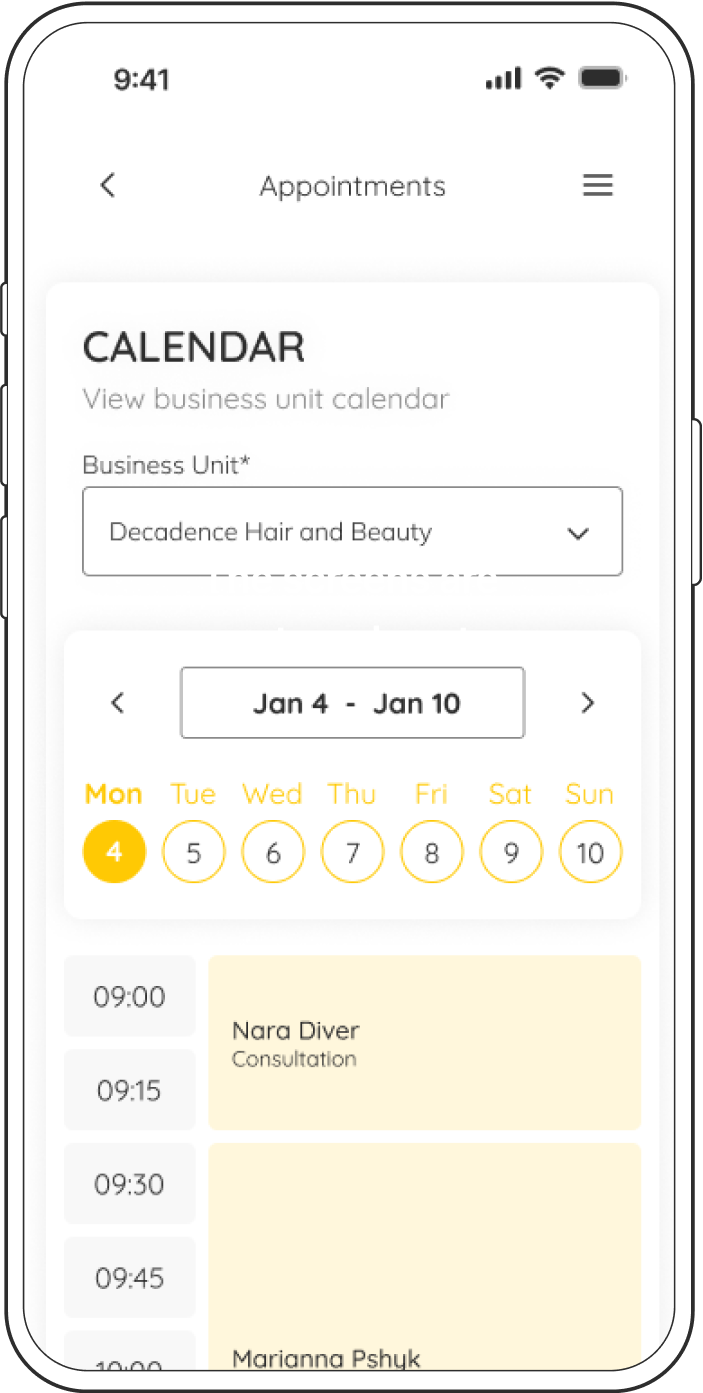 9:41
Appointments
CALENDAR
View business unit calendar
Business Unit*
Decadence Hair and Beauty
Jan 4 - Jan 10
Mon Tue Wed Thu Fri Sat Sun
4 5 6 7 8 9 10
09:00
Nara Diver
Consultation
09:15
09:30
09:45
10:00
Marianna Pshyk